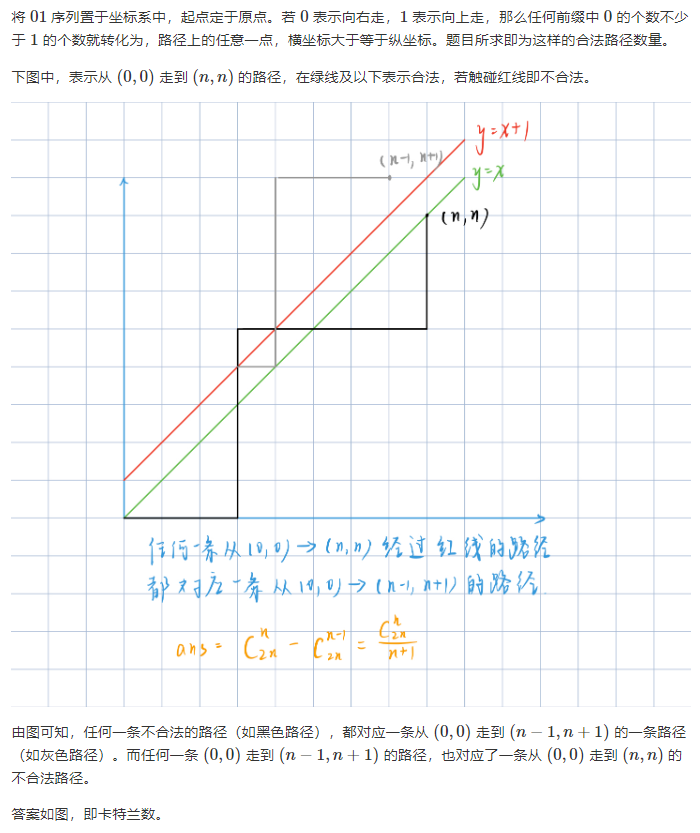 将 01 序列置于坐标系中，起点定于原点。若 0 表示向右走，1 表示向上走，那么任何前缀中 0 的个数不少
于 1 的个数就转化为，路径上的任意一点，横坐标大于等于纵坐标。题目所求即为这样的合法路径数量。
下图中，表示从 (0, 0) 走到 (n, n) 的路径，在绿线及以下表示合法，若触碰红线即不合法。
y=x+1
(n-1, n+1)
y=x
(n, n)
任何一条从(0,0)→(n,n) 经过红线的路径
都对应一条从(0,0)→(n-1, n+1)的路径.
ans = C_{2n}^{n} - C_{2n}^{n-1} = \frac{C_{2n}^{n}}{n+1}
由图可知，任何一条不合法的路径（如黑色路径），都对应一条从 (0, 0) 走到 (n − 1, n + 1) 的一条路径
（如灰色路径）。而任何一条 (0, 0) 走到 (n − 1, n + 1) 的路径，也对应了一条从 (0, 0) 走到 (n, n) 的
不合法路径。
答案如图，即卡特兰数。